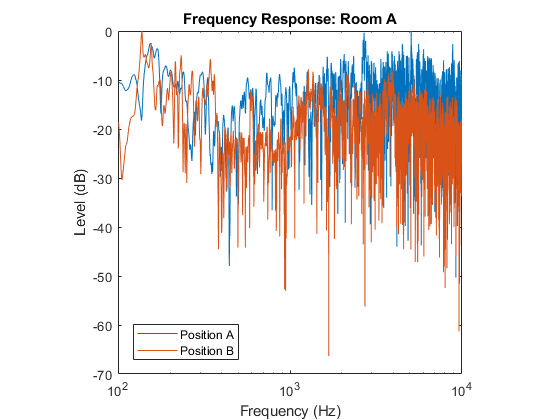 Frequency Response: Room A
0
-10
-20
-30
-40
-50
-60
-70
Level (dB)
Position A
Position B
10²
10³
10⁴
Frequency (Hz)